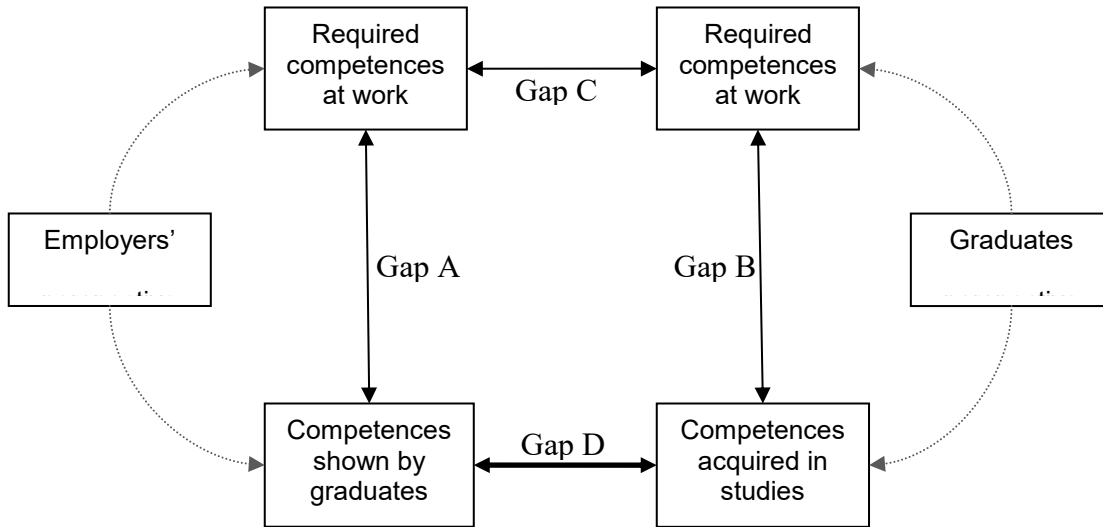 Required
competences
at work
Gap C
Required
competences
at work
Employers’
Gap A
Gap B
Graduates
Competences
shown by
graduates
Gap D
Competences
acquired in
studies